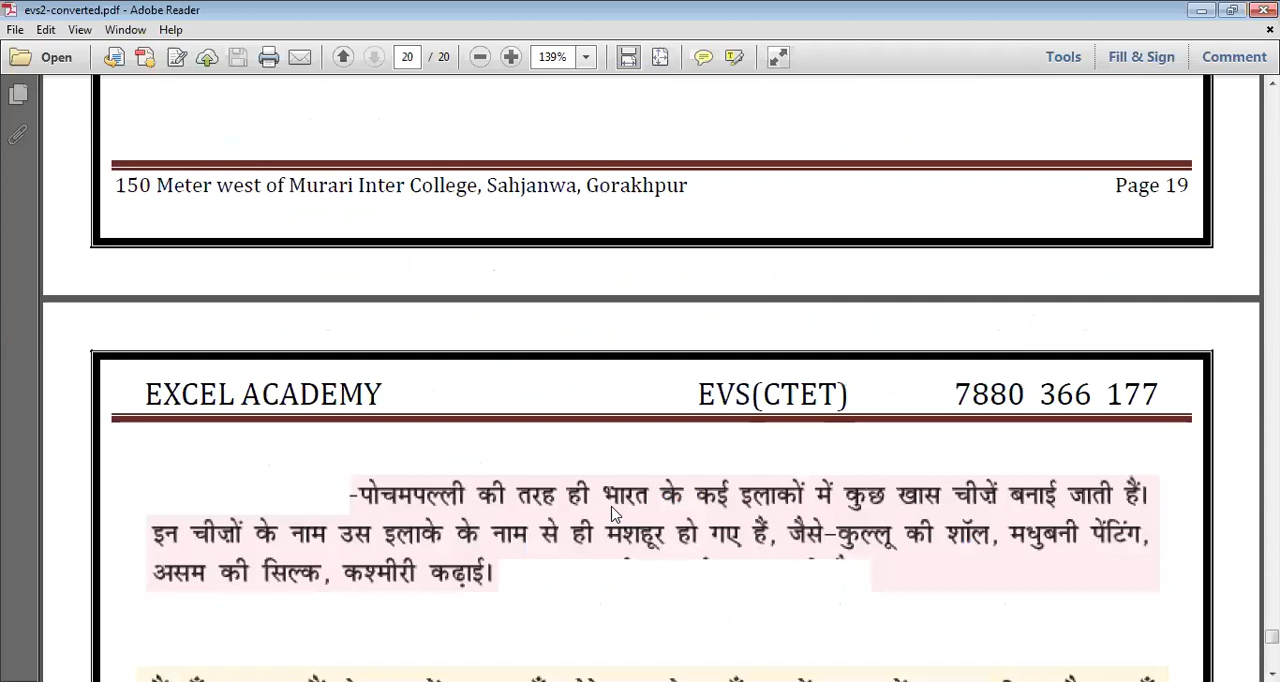 evs2-converted.pdf - Adobe Reader
File Edit View Window Help
Open 20 / 20 139% Tools Fill & Sign Comment
150 Meter west of Murari Inter College, Sahjanwa, Gorakhpur Page 19
EXCEL ACADEMY EVS(CTET) 7880 366 177
-पोचमपल्ली की तरह ही भारत के कई इलाकों में कुछ खास चीज़ें बनाई जाती हैं।
इन चीज़ों के नाम उस इलाके के नाम से ही मशहूर हो गए हैं, जैसे-कुल्लू की शॉल, मधुबनी पेंटिंग,
असम की सिल्क, कश्मीरी कढ़ाई।